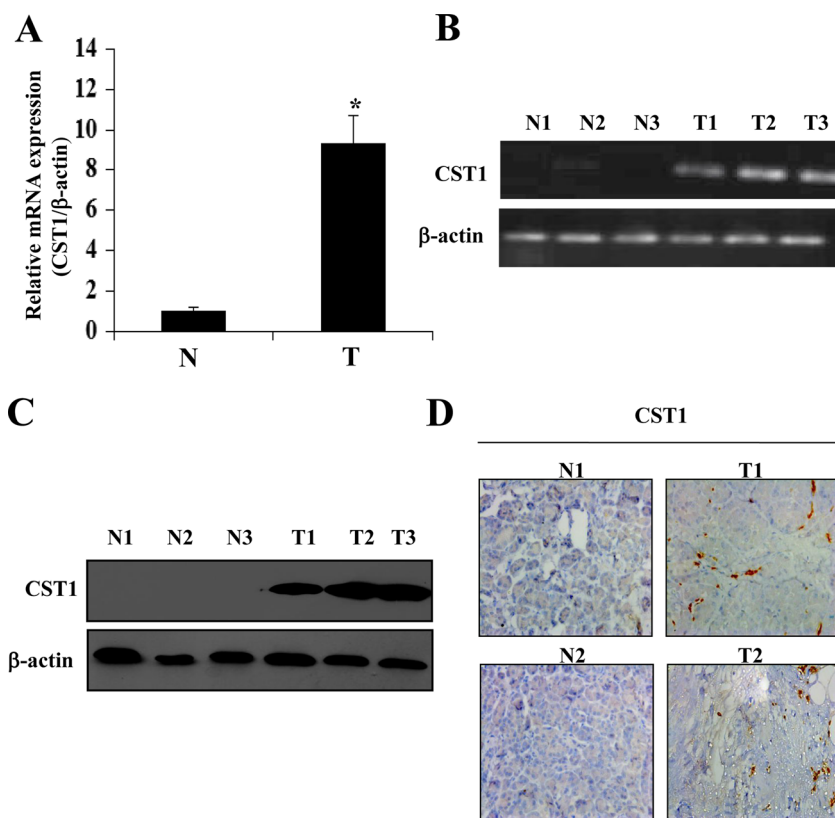 A
Relative mRNA expression
(CST1/β-actin)
14
12
10
8
6
4
2
0
*
N T
B
N1 N2 N3 T1 T2 T3
CST1
β-actin
C
N1 N2 N3 T1 T2 T3
CST1
β-actin
D
CST1
N1 T1
N2 T2